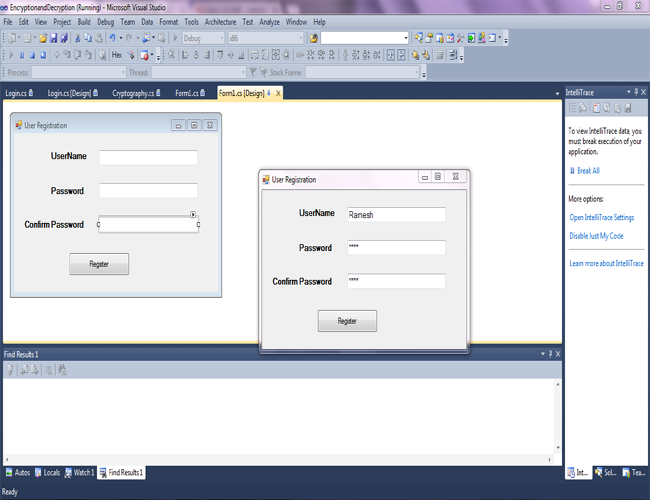 EncryptionandDecryption (Running) - Microsoft Visual Studio
File Edit View Project Build Debug Team Data Format Tools Architecture Test Analyze Window Help
Debug x86
Hex
Process: Thread: Stack Frame:
Login.cs Login.cs [Design] Cryptography.cs Form1.cs Form1.cs [Design] X
User Registration
UserName
Password
Confirm Password
Register
User Registration
UserName Ramesh
Password ****
Confirm Password ****
Register
IntelliTrace
To view IntelliTrace data, you
must break execution of your
application.
Break All
More options:
Open IntelliTrace Settings
Disable Just My Code
Learn more about IntelliTrace
Find Results 1
Autos Locals Watch 1 Find Results 1
Int... Sol... Tea...
Ready